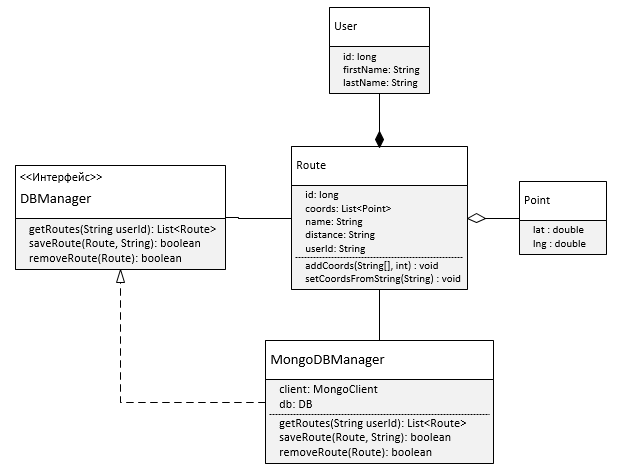 User
id: long
firstName: String
lastName: String
Route
id: long
coords: List<Point>
name: String
distance: String
userId: String
addCoords(String[], int) : void
setCoordsFromString(String) : void
<<Интерфейс>>
DBManager
getRoutes(String userId): List<Route>
saveRoute(Route, String): boolean
removeRoute(Route): boolean
Point
lat : double
lng : double
MongoDBManager
client: MongoClient
db: DB
getRoutes(String userId): List<Route>
saveRoute(Route, String): boolean
removeRoute(Route): boolean